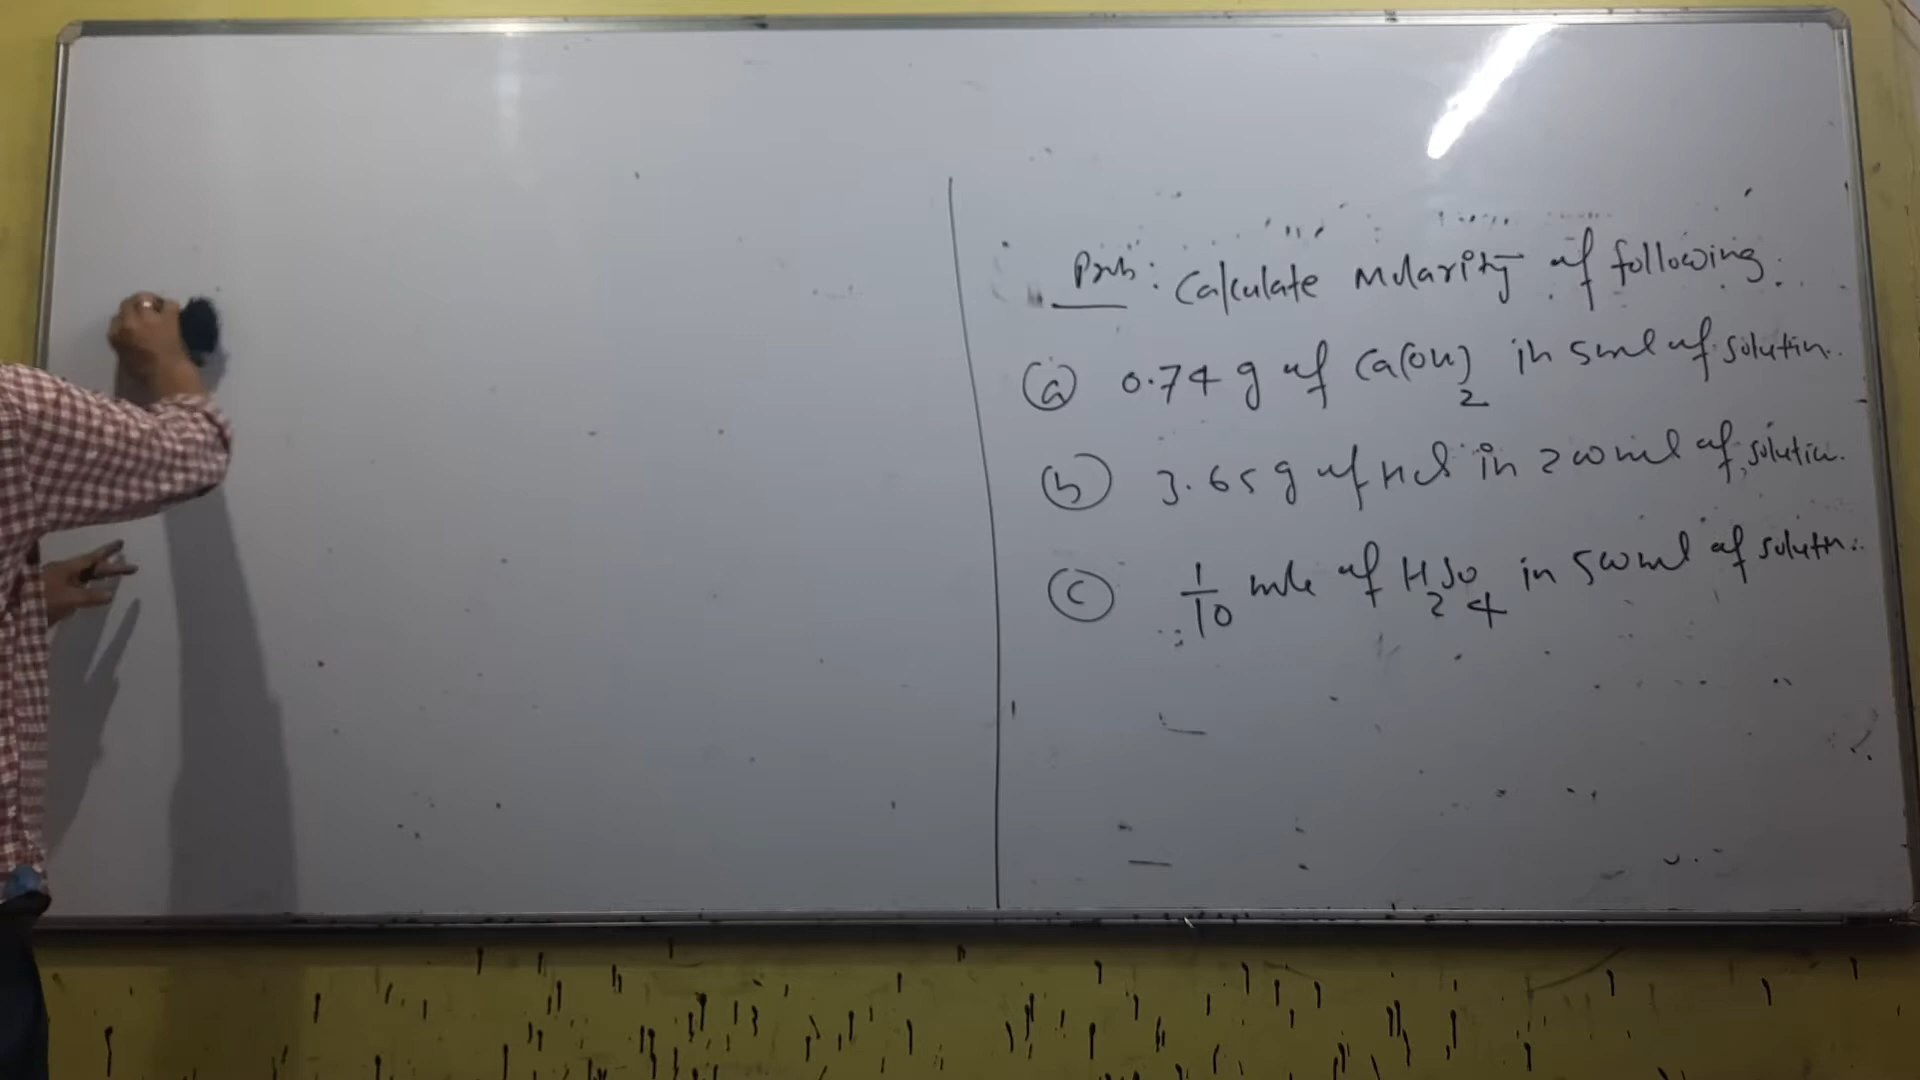 Prob: Calculate Molarity of following:
(a) 0.74 g of Ca(OH)₂ in 5ml of solution.
(b) 3.65 g of HCl in 200ml of solution.
(c) 1/10 mole of H₂SO₄ in 500ml of solution.